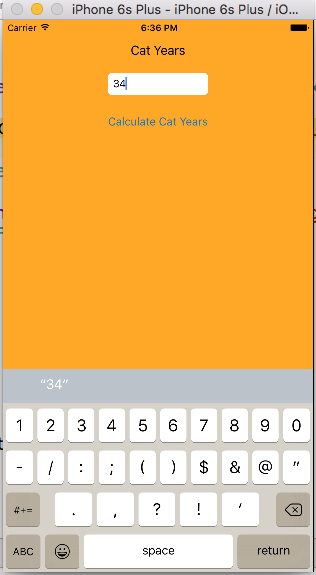 iPhone 6s Plus - iPhone 6s Plus / iO...
Carrier 6:36 PM
Cat Years
34
Calculate Cat Years
“34”
1 2 3 4 5 6 7 8 9 0
- / : ; ( ) $ & @ "
#+= . , ? ! '
ABC space return